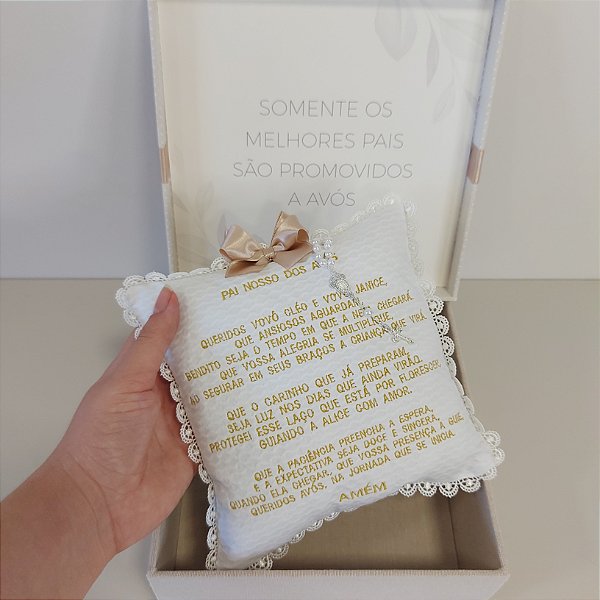 SOMENTE OS
MELHORES PAIS
SÃO PROMOVIDOS
A AVÓS
PAI NOSSO DOS
QUERIDOS VOVÔ CLÉO E VOVÓ JANICE,
QUE ANSIOSOS AGUARDAM,
BENDITO SEJA O TEMPO EM QUE A NETA CHEGARÁ
QUE VOSSA ALEGRIA SE MULTIPLIQUE,
AO SEGURAR EM SEUS BRAÇOS A CRIANÇA QUE VIRÁ
QUE O CARINHO QUE JÁ PREPARAM,
SEJA LUZ NOS DIAS QUE AINDA VIRÃO,
PROTEGEI ESSE LAÇO QUE ESTÁ POR FLORESCER,
GUIANDO A ALICE COM AMOR.
QUE A PACIÊNCIA PREENCHA A ESPERA,
E A EXPECTATIVA SEJA DOCE E SINCERA,
QUANDO ELA CHEGAR, QUE VOSSA PRESENÇA A GUIE
QUERIDOS AVÓS, NA JORNADA QUE SE INICIA
AMÉM